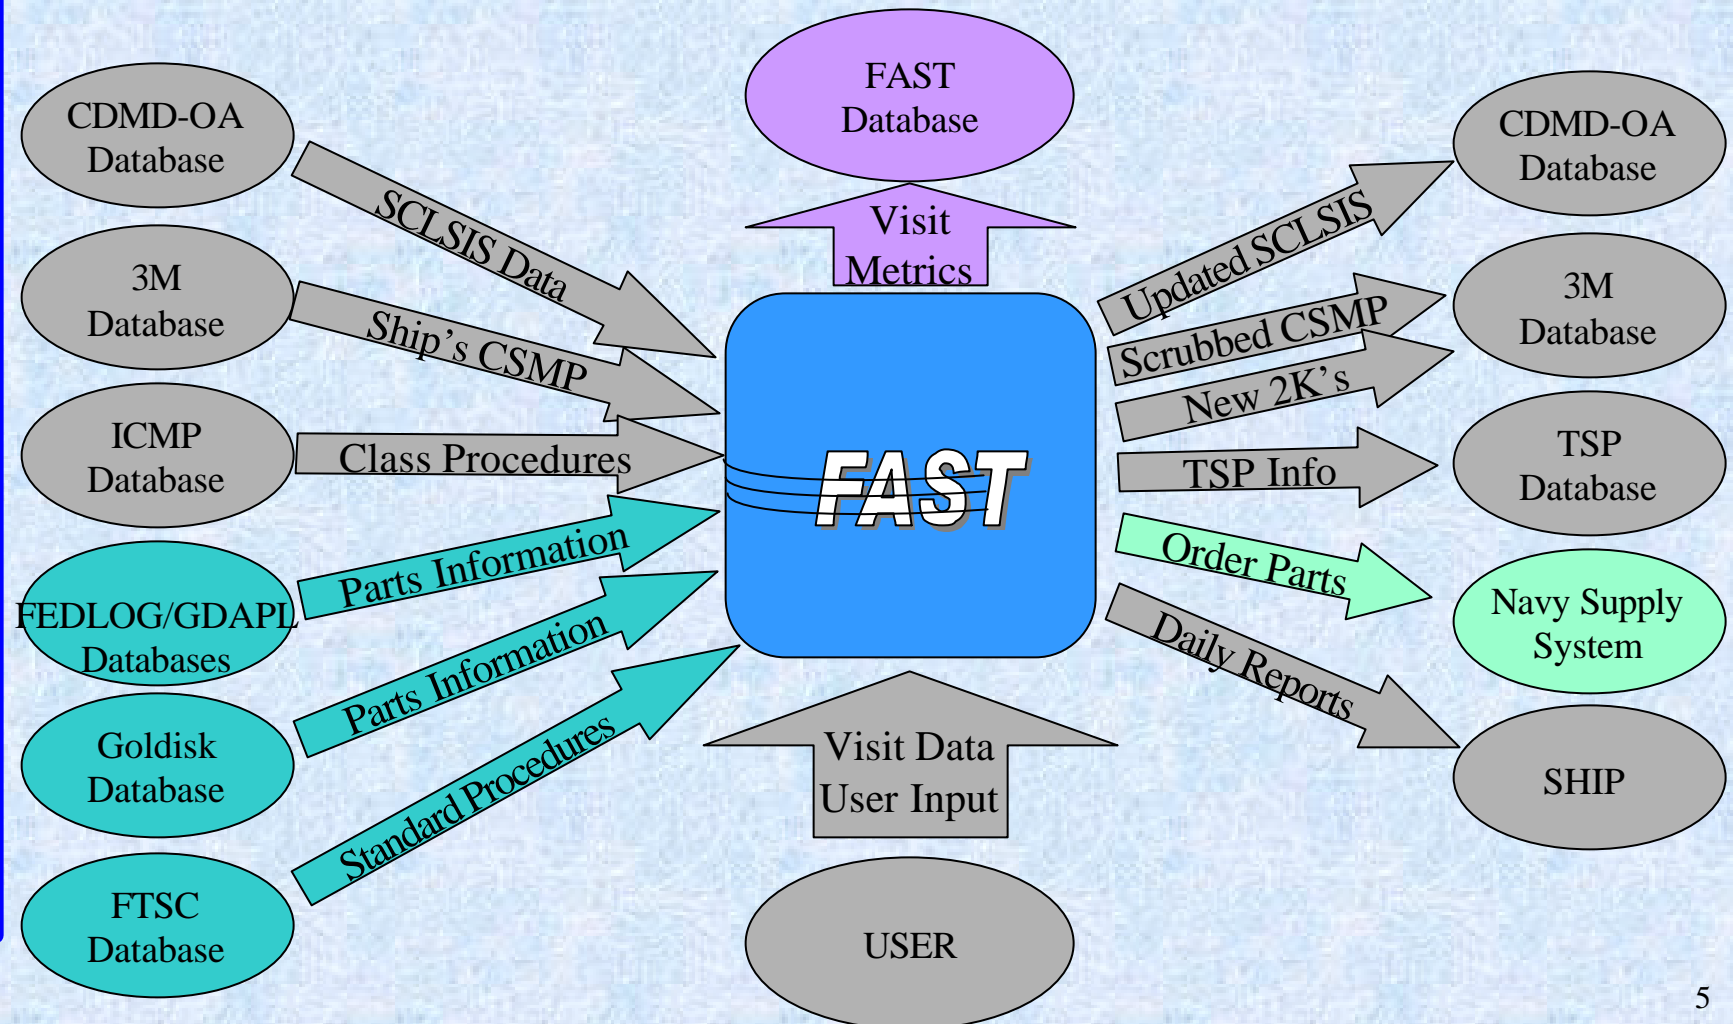 CDMD-OA
Database
3M
Database
ICMP
Database
FEDLOG/GDAPL
Databases
Goldisk
Database
FTSC
Database
SCLSIS Data
Ship's CSMP
Class Procedures
Parts Information
Parts Information
Standard Procedures
FAST
Database
Visit
Metrics
FAST
Visit Data
User Input
USER
Updated SCLSIS
Scrubbed CSMP
New 2K's
TSP Info
Order Parts
Daily Reports
CDMD-OA
Database
3M
Database
TSP
Database
Navy Supply
System
SHIP
5